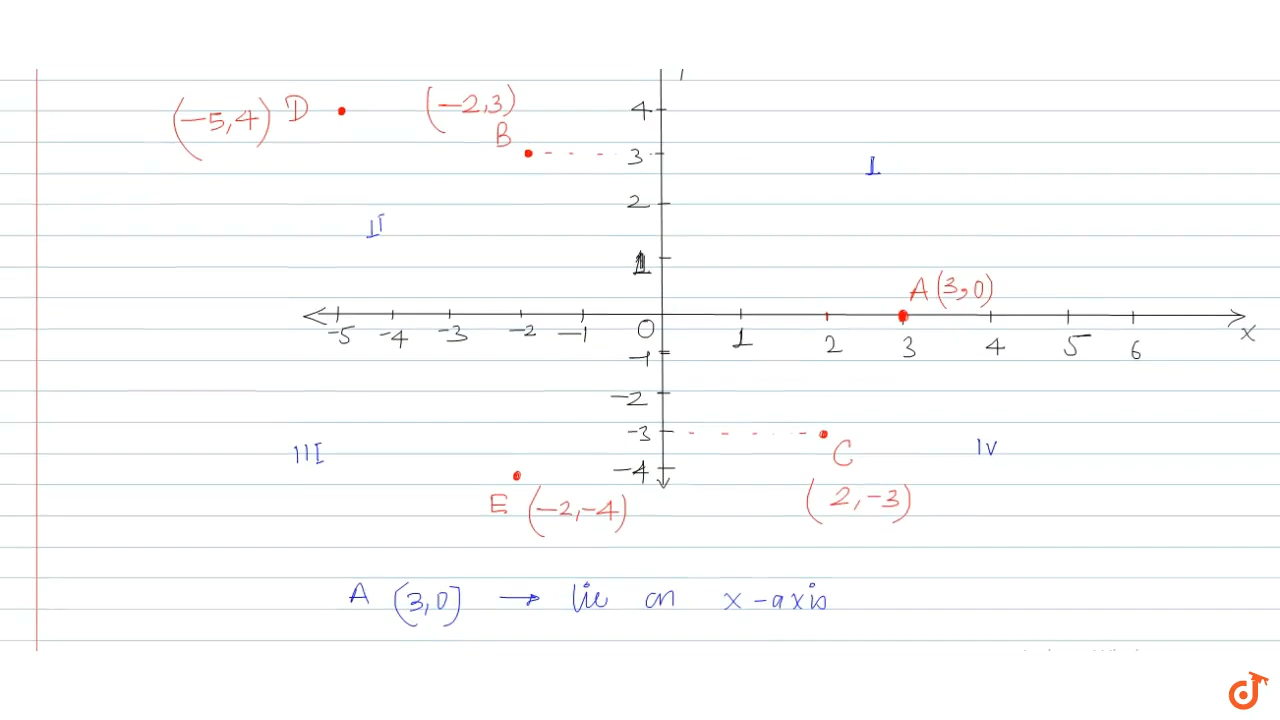 (-5,4) D (-2,3) 4
B
3
I
2
II
1
A (3,0)
-5 -4 -3 -2 -1 0 1 2 3 4 5 6 x
-1
-2
-3
III C IV
-4
E (-2,-4) (2,-3)
A (3,0) → lie on x-axis